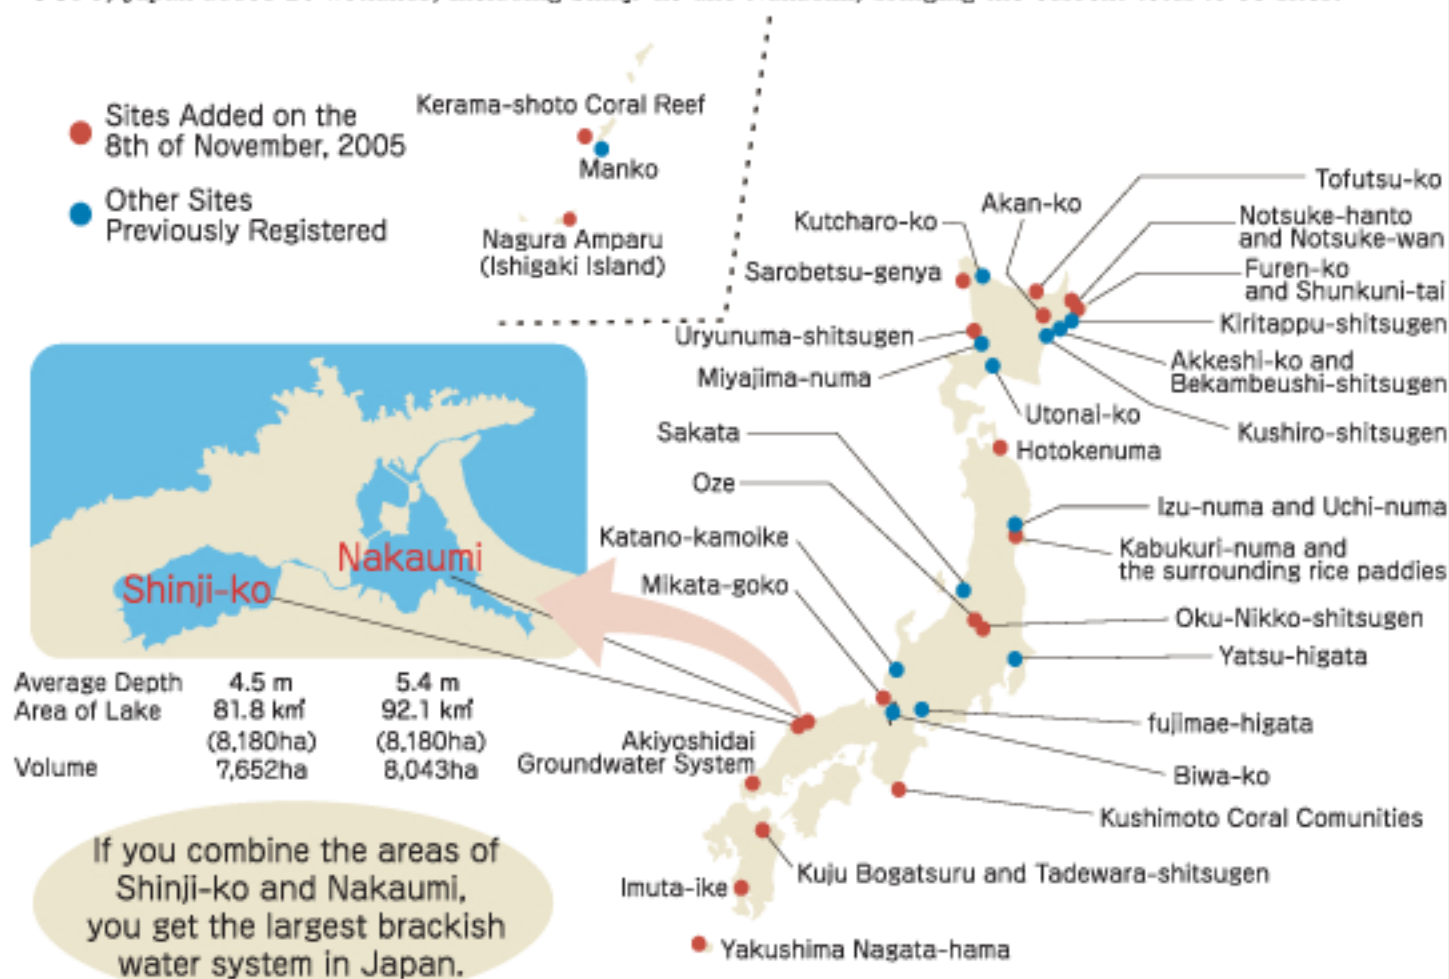 Kerama-shoto Coral Reef
Manko
Nagura Amparu
(Ishigaki Island)
Sites Added on the
8th of November, 2005
Other Sites
Previously Registered
Tofutsu-ko
Akan-ko
Notsuke-hanto
and Notsuke-wan
Kutcharo-ko
Furen-ko
and Shunkuni-tai
Sarobetsu-genya
Kiritappu-shitsugen
Uryunuma-shitsugen
Akkeshi-ko and
Bekambeushi-shitsugen
Miyajima-numa
Utonai-ko
Kushiro-shitsugen
Sakata
Hotokenuma
Oze
Izu-numa and Uchi-numa
Katano-kamoike
Kabukuri-numa and
the surrounding rice paddies
Mikata-goko
Oku-Nikko-shitsugen
Yatsu-higata
fujimae-higata
Biwa-ko
Akiyoshidai
Groundwater System
Kushimoto Coral Comunities
Kuju Bogatsuru and Tadewara-shitsugen
Imuta-ike
Yakushima Nagata-hama
Nakaumi
Shinji-ko
Average Depth 4.5 m 5.4 m
Area of Lake 81.8 km² 92.1 km²
(8,180ha) (8,180ha)
Volume 7,652ha 8,043ha
If you combine the areas of
Shinji-ko and Nakaumi,
you get the largest brackish
water system in Japan.